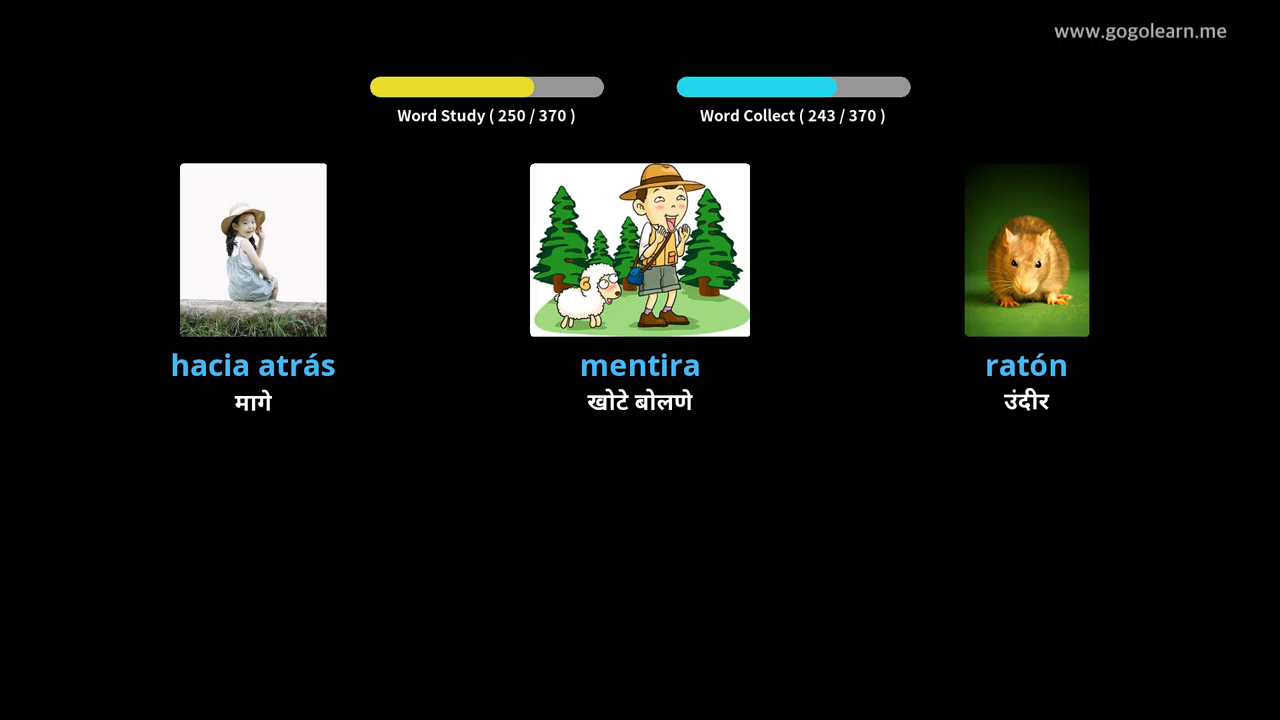 www.gogolearn.me
Word Study ( 250 / 370 )
Word Collect ( 243 / 370 )
hacia atrás
मागे
mentira
खोटे बोलणे
ratón
उंदीर